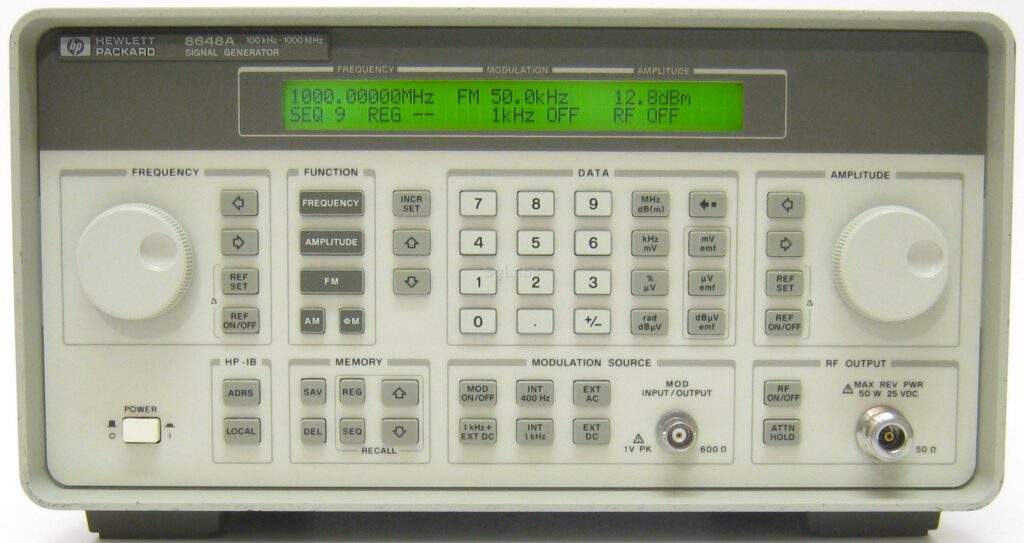 hp HEWLETT PACKARD
8648A 100 kHz - 1000 MHz
SIGNAL GENERATOR
FREQUENCY MODULATION AMPLITUDE
1000.00000MHz FM 50.0kHz 12.8dBm
SEQ 9 REG -- 1kHz OFF RF OFF
FREQUENCY
REF SET
Δ
REF ON/OFF
FUNCTION
FREQUENCY
AMPLITUDE
FM
AM ΦM
INCR SET
DATA
7 8 9 MHz dB(m)
4 5 6 kHz mV mV emf
1 2 3 % µV µV emf
0 . +/− rad dBµV dBµV emf
AMPLITUDE
REF SET
Δ
REF ON/OFF
POWER
O I
HP-IB
ADRS
LOCAL
MEMORY
SAV REG
DEL SEQ
RECALL
MODULATION SOURCE
MOD ON/OFF INT 400 Hz EXT AC
1 kHz + EXT DC INT 1 kHz EXT DC
MOD INPUT/OUTPUT
1V PK 600 Ω
RF OUTPUT
RF ON/OFF
ATTN HOLD
MAX REV PWR
50 W 25 VDC
50 Ω